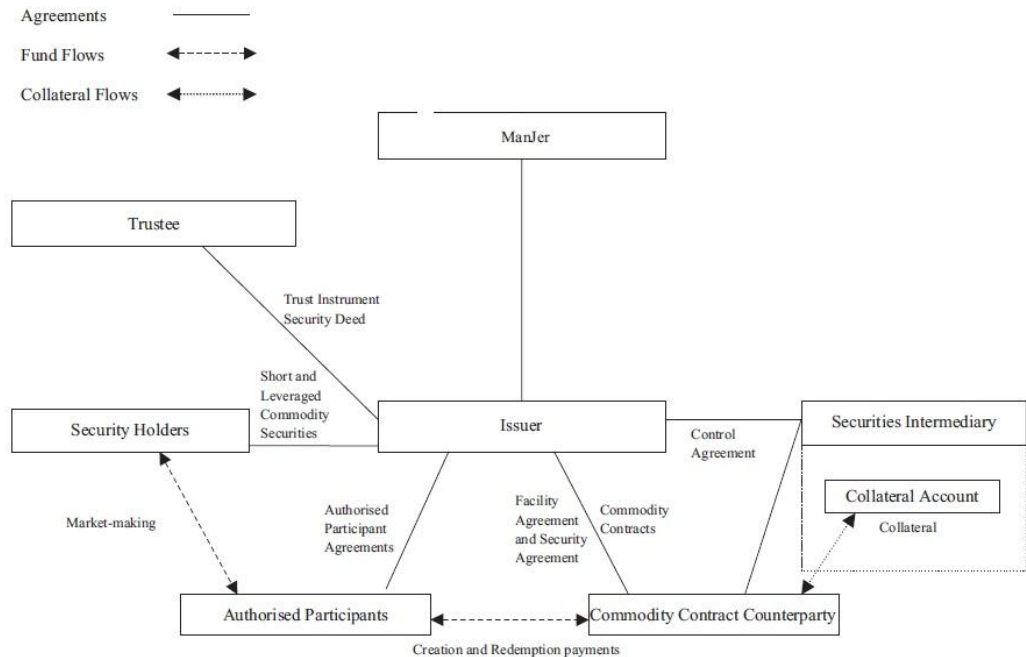 Agreements
Fund Flows
Collateral Flows
ManJer
Trustee
Trust Instrument
Security Deed
Short and
Leveraged
Commodity
Securities
Security Holders
Issuer
Control
Agreement
Securities Intermediary
Collateral Account
Collateral
Market-making
Authorised
Participant
Agreements
Facility
Agreement
and Security
Agreement
Commodity
Contracts
Authorised Participants
Commodity Contract Counterparty
Creation and Redemption payments